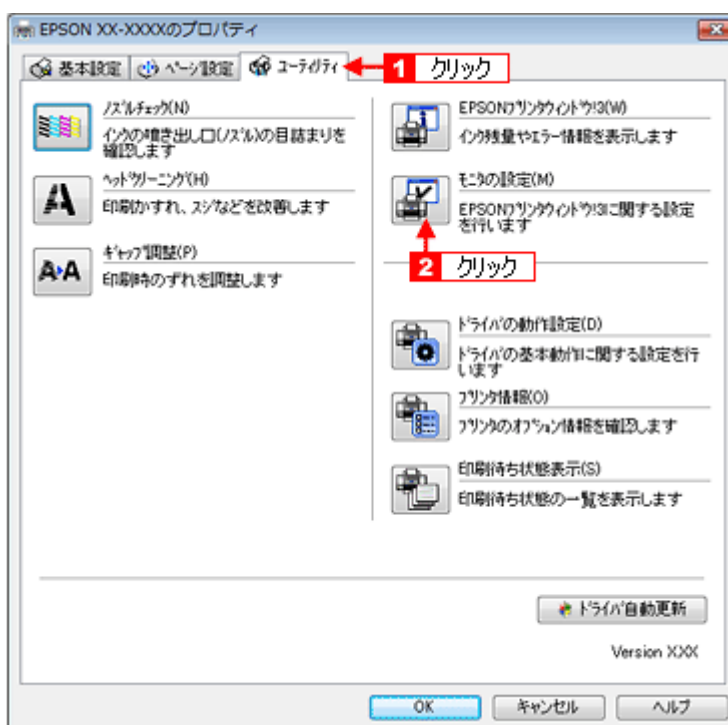 EPSON XX-XXXXのプロパティ
基本設定 ページ設定 ユーティリティ 1 クリック
ノズルチェック(N)
インクの噴き出し口(ノズル)の目詰まりを
確認します
ヘッドクリーニング(H)
印刷かすれ、スジなどを改善します
ギャップ調整(P)
印刷時のずれを調整します
EPSONプリンタウィンドウ!3(W)
インク残量やエラー情報を表示します
モニタの設定(M)
EPSONプリンタウィンドウ!3に関する設定
を行います
2 クリック
ドライバの動作設定(D)
ドライバの基本動作に関する設定を行
います
プリンタ情報(O)
プリンタのオプション情報を確認します
印刷待ち状態表示(S)
印刷待ち状態の一覧を表示します
ドライバ自動更新
Version X.XX
OK キャンセル ヘルプ